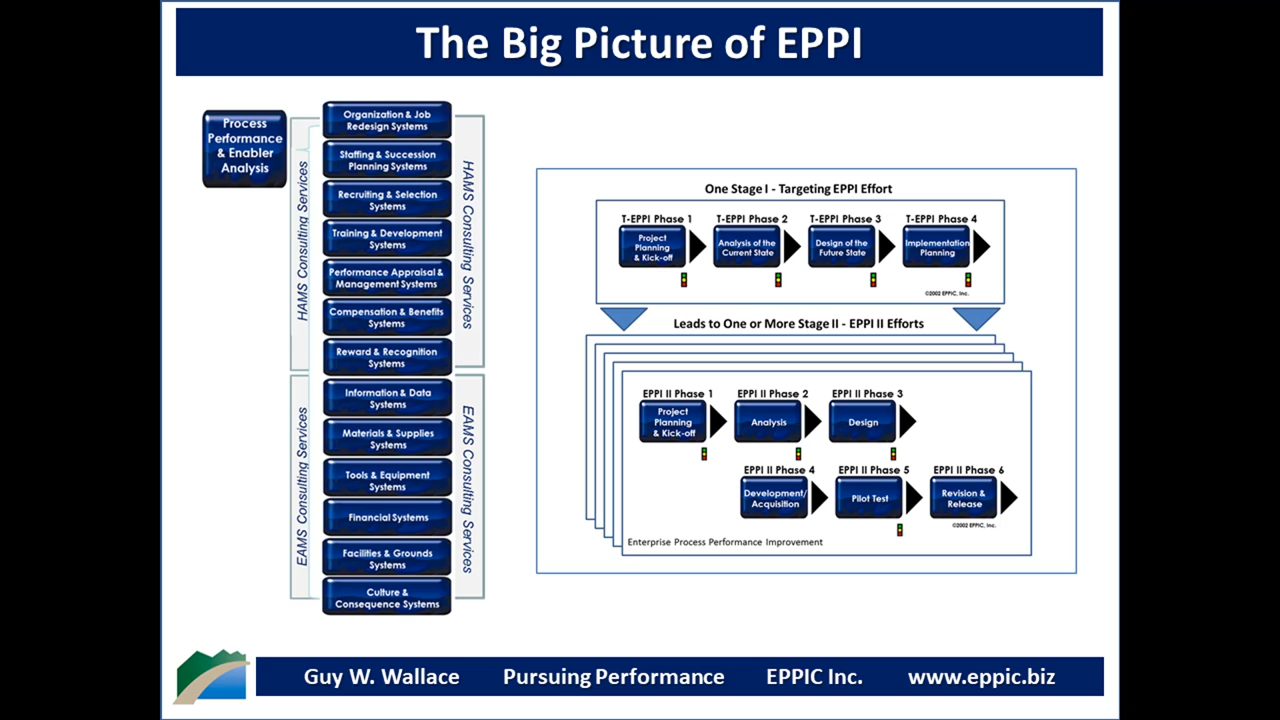 The Big Picture of EPPI
Process
Performance
& Enabler
Analysis
HAMS Consulting Services
EAMS Consulting Services
Organization & Job
Redesign Systems
Staffing & Succession
Planning Systems
Recruiting & Selection
Systems
Training & Development
Systems
Performance Appraisal &
Management Systems
Compensation & Benefits
Systems
Reward & Recognition
Systems
Information & Data
Systems
Materials & Supplies
Systems
Tools & Equipment
Systems
Financial Systems
Facilities & Grounds
Systems
Culture &
Consequence Systems
HAMS Consulting Services
EAMS Consulting Services
One Stage I - Targeting EPPI Effort
T-EPPI Phase 1
Project
Planning
& Kick-off
T-EPPI Phase 2
Analysis of the
Current State
T-EPPI Phase 3
Design of the
Future State
T-EPPI Phase 4
Implementation
Planning
©2002 EPPIC, Inc.
Leads to One or More Stage II - EPPI II Efforts
EPPI II Phase 1
Project
Planning
& Kick-off
EPPI II Phase 2
Analysis
EPPI II Phase 3
Design
EPPI II Phase 4
Development/
Acquisition
EPPI II Phase 5
Pilot Test
EPPI II Phase 6
Revision &
Release
©2002 EPPIC, Inc.
Enterprise Process Performance Improvement
Guy W. Wallace Pursuing Performance EPPIC Inc. www.eppic.biz